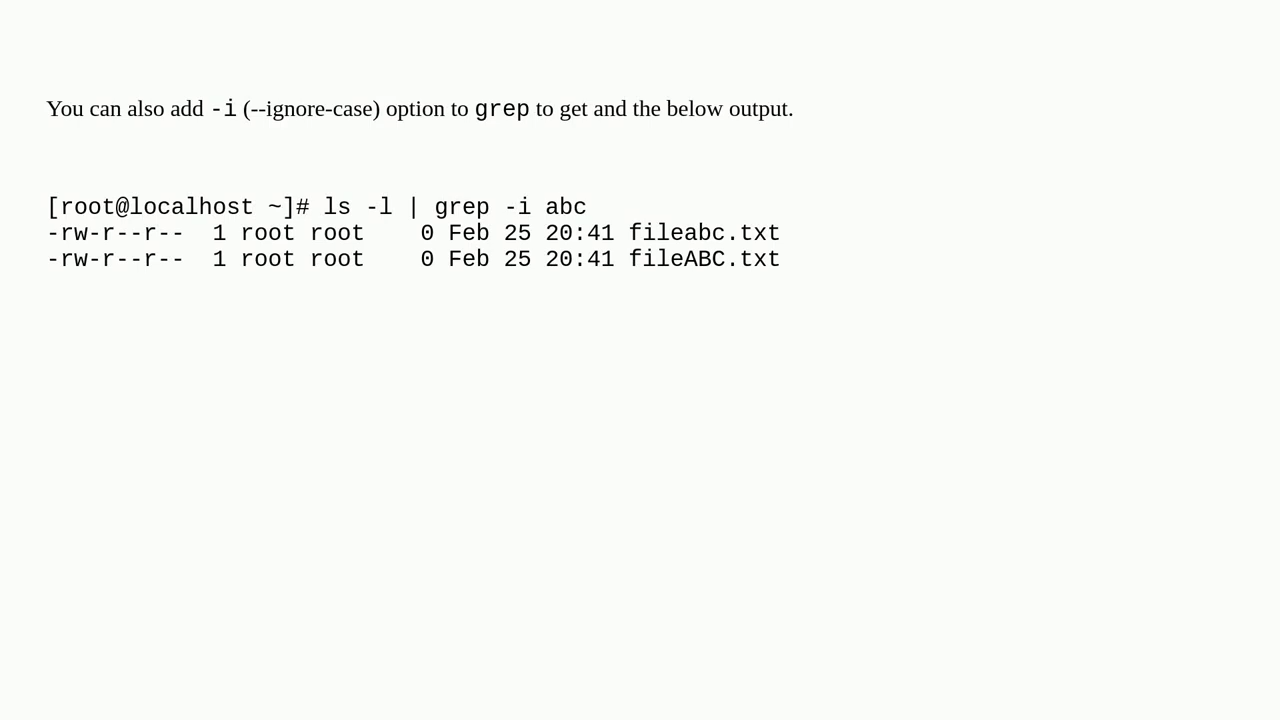 You can also add -i (--ignore-case) option to grep to get and the below output.
[root@localhost ~]# ls -l | grep -i abc
-rw-r--r--  1 root root    0 Feb 25 20:41 fileabc.txt
-rw-r--r--  1 root root    0 Feb 25 20:41 fileABC.txt